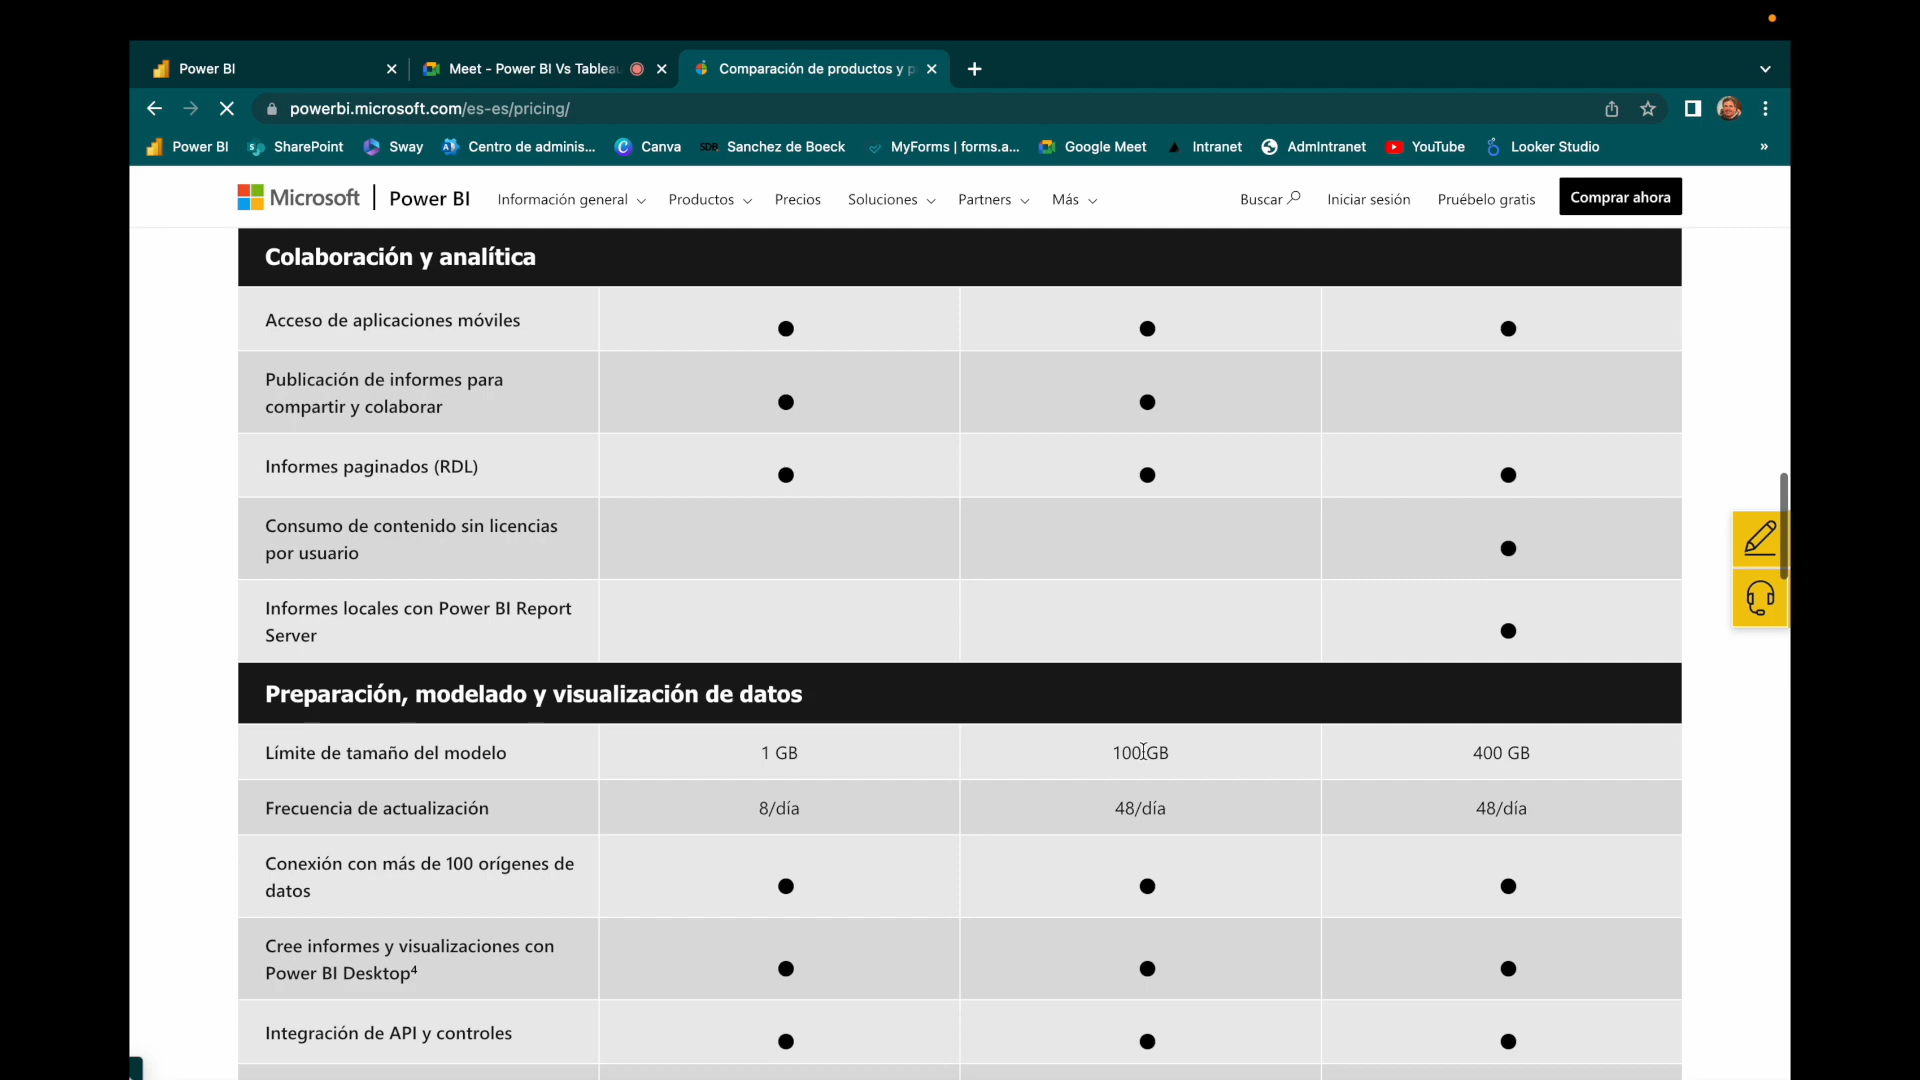 Power BI
Meet - Power BI Vs Tableau
Comparación de productos y p
powerbi.microsoft.com/es-es/pricing/
Power BI SharePoint Sway Centro de adminis... Canva Sanchez de Boeck MyForms | forms.a... Google Meet Intranet AdmIntranet YouTube Looker Studio »
Microsoft Power BI Información general Productos Precios Soluciones Partners Más Buscar Iniciar sesión Pruébelo gratis Comprar ahora
Colaboración y analítica
Acceso de aplicaciones móviles
Publicación de informes para
compartir y colaborar
Informes paginados (RDL)
Consumo de contenido sin licencias
por usuario
Informes locales con Power BI Report
Server
Preparación, modelado y visualización de datos
Límite de tamaño del modelo 1 GB 100 GB 400 GB
Frecuencia de actualización 8/día 48/día 48/día
Conexión con más de 100 orígenes de
datos
Cree informes y visualizaciones con
Power BI Desktop⁴
Integración de API y controles